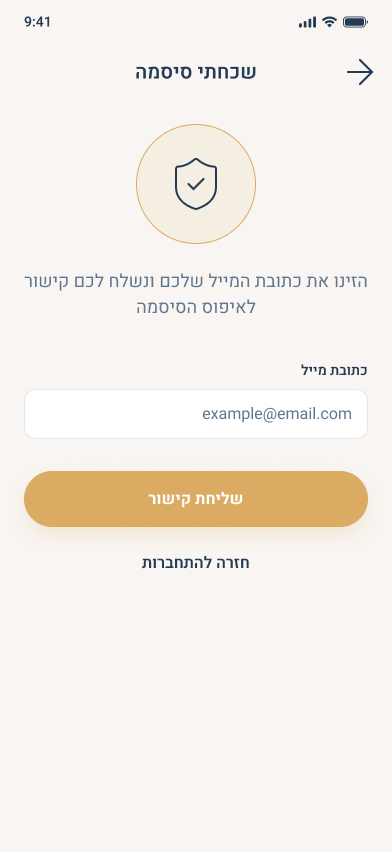 9:41
שכחתי סיסמה
הזינו את כתובת המייל שלכם ונשלח לכם קישור
לאיפוס הסיסמה
כתובת מייל
example@email.com
שליחת קישור
חזרה להתחברות